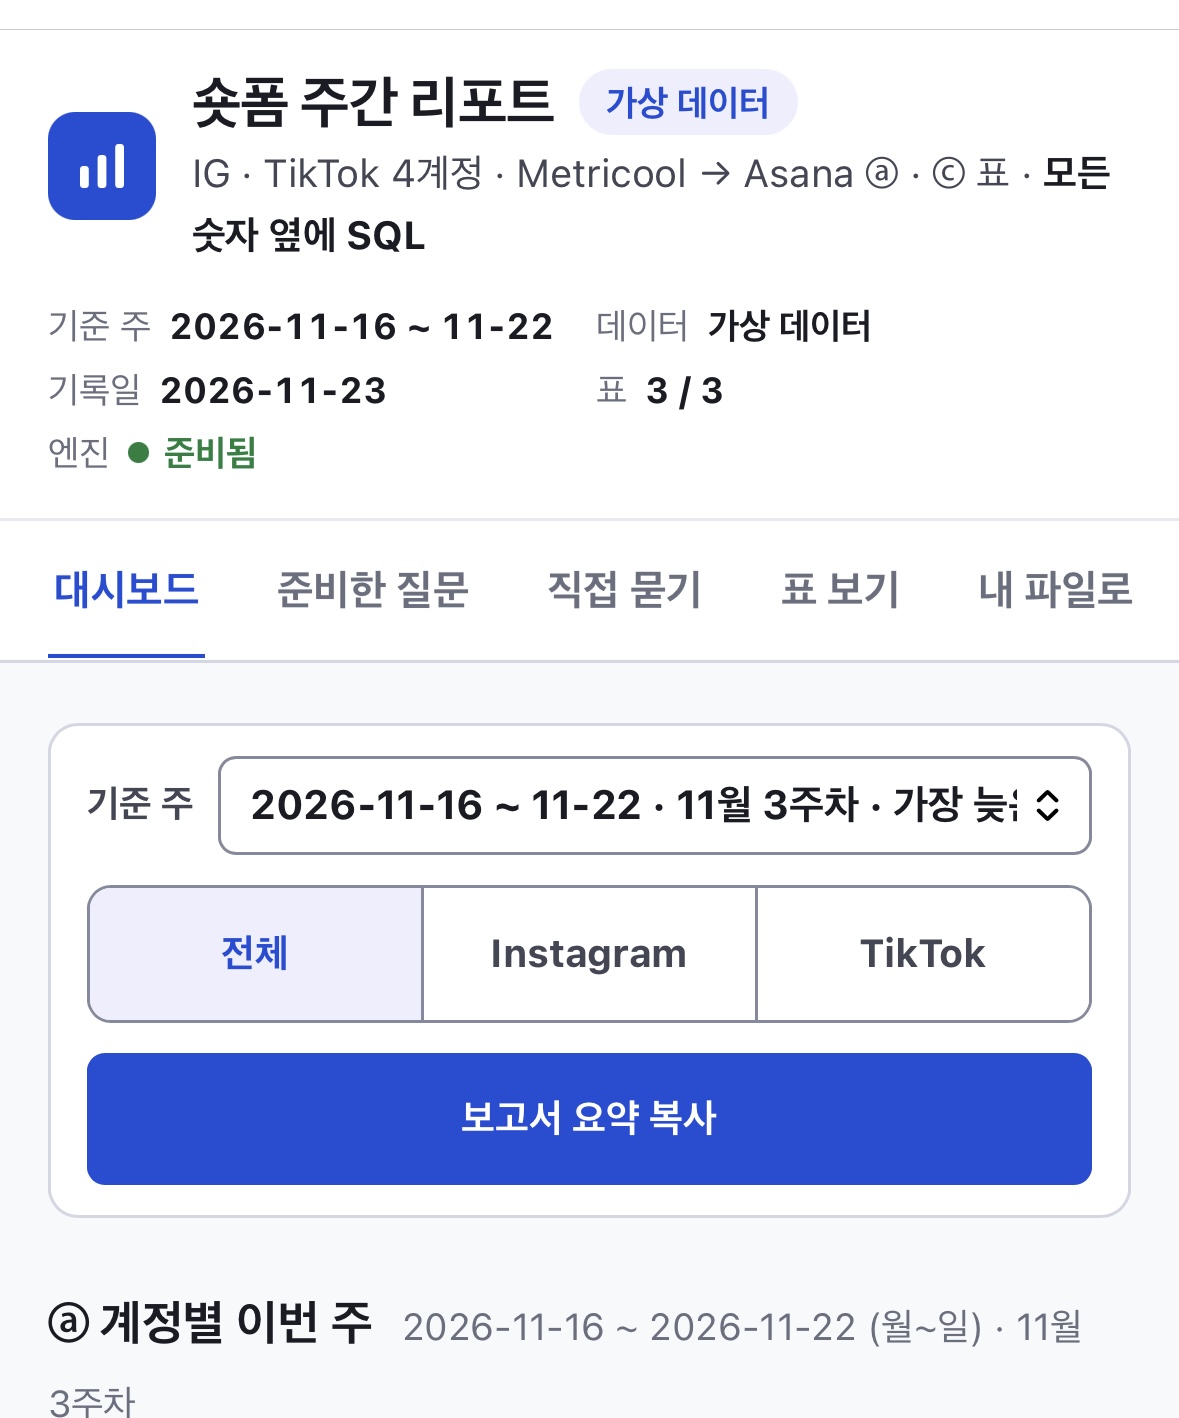 숏폼 주간 리포트 가상 데이터
IG · TikTok 4계정 · Metricool → Asana ⓐ · ⓒ 표 · 모든
숫자 옆에 SQL
기준 주 2026-11-16 ~ 11-22 데이터 가상 데이터
기록일 2026-11-23 표 3 / 3
엔진 준비됨
대시보드 준비한 질문 직접 묻기 표 보기 내 파일로
기준 주 2026-11-16 ~ 11-22 · 11월 3주차 · 가장
전체 Instagram TikTok
보고서 요약 복사
ⓐ 계정별 이번 주 2026-11-16 ~ 2026-11-22 (월~일) · 11월
3주차